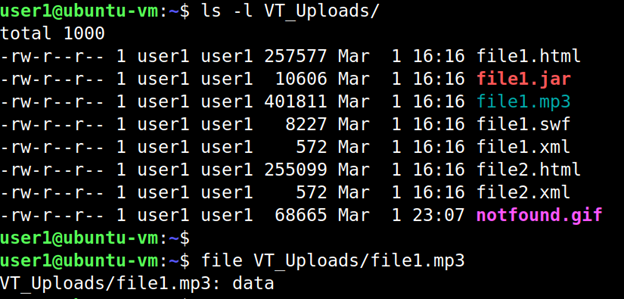 user1@ubuntu-vm:~$ ls -l VT_Uploads/
total 1000
-rw-r--r-- 1 user1 user1 257577 Mar  1 16:16 file1.html
-rw-r--r-- 1 user1 user1  10606 Mar  1 16:16 file1.jar
-rw-r--r-- 1 user1 user1 401811 Mar  1 16:16 file1.mp3
-rw-r--r-- 1 user1 user1   8227 Mar  1 16:16 file1.swf
-rw-r--r-- 1 user1 user1    572 Mar  1 16:16 file1.xml
-rw-r--r-- 1 user1 user1 255099 Mar  1 16:16 file2.html
-rw-r--r-- 1 user1 user1    572 Mar  1 16:16 file2.xml
-rw-r--r-- 1 user1 user1  68665 Mar  1 23:07 notfound.gif
user1@ubuntu-vm:~$
user1@ubuntu-vm:~$ file VT_Uploads/file1.mp3
VT_Uploads/file1.mp3: data